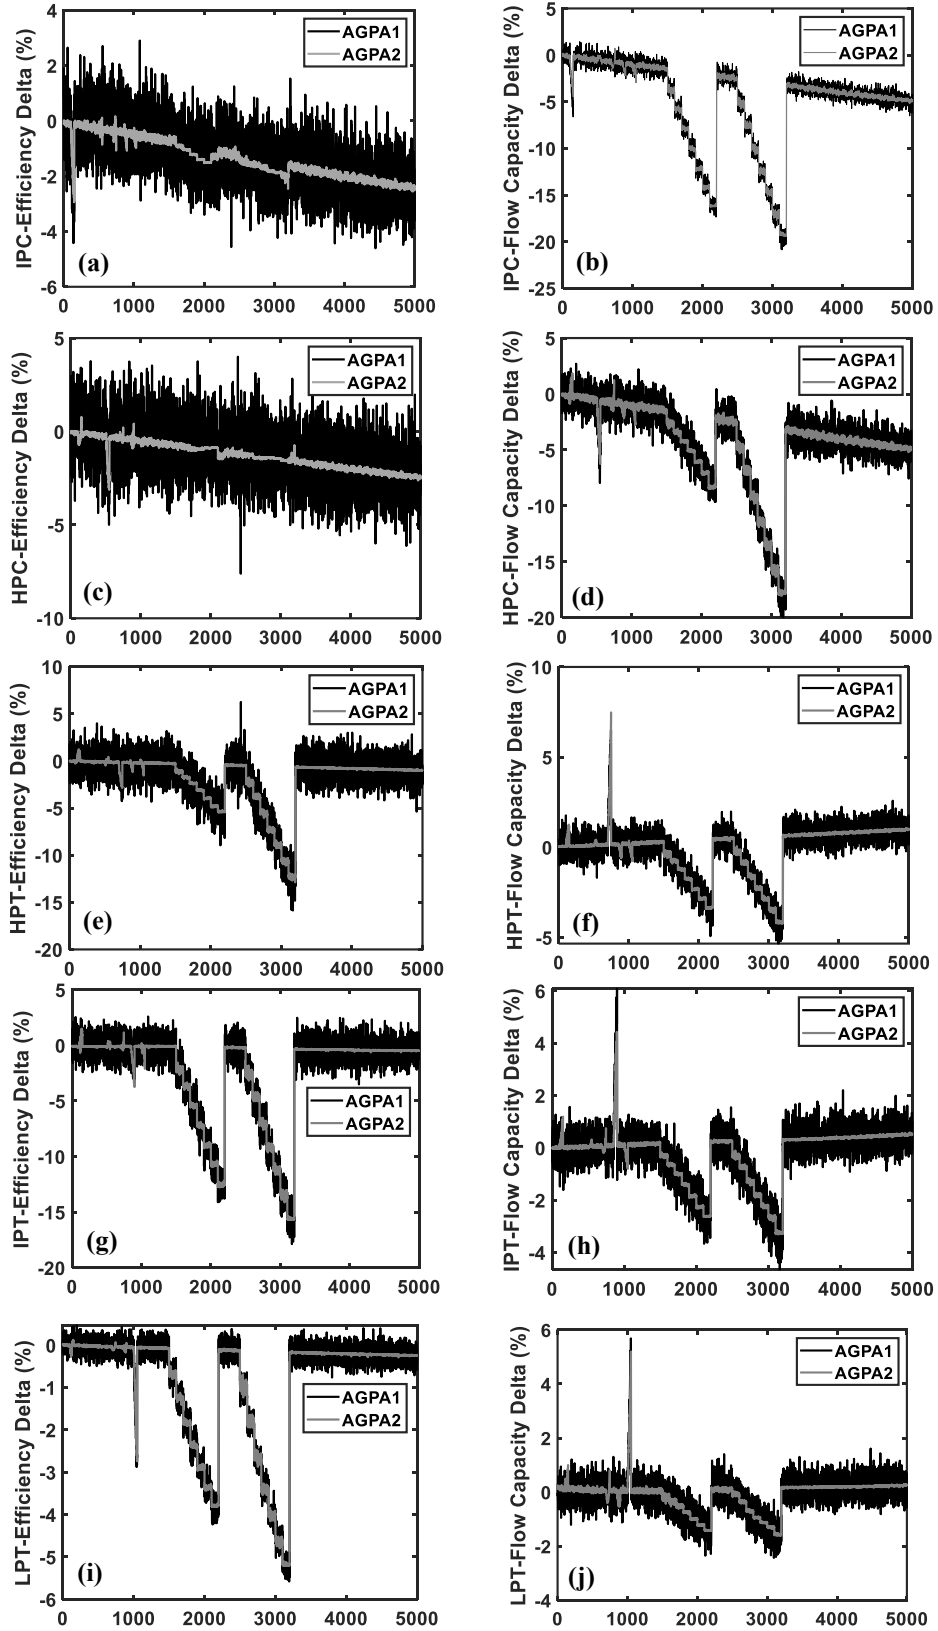 IPC-Efficiency Delta (%)
4
2
0
-2
-4
-6
AGPA1
AGPA2
(a)
0 1000 2000 3000 4000 5000
IPC-Flow Capacity Delta (%)
5
0
-5
-10
-15
-20
-25
AGPA1
AGPA2
(b)
0 1000 2000 3000 4000 5000
HPC-Efficiency Delta (%)
5
0
-5
-10
AGPA1
AGPA2
(c)
0 1000 2000 3000 4000 5000
HPC-Flow Capacity Delta (%)
5
0
-5
-10
-15
-20
AGPA1
AGPA2
(d)
0 1000 2000 3000 4000 5000
HPT-Efficiency Delta (%)
10
5
0
-5
-10
-15
-20
AGPA1
AGPA2
(e)
0 1000 2000 3000 4000 5000
HPT-Flow Capacity Delta (%)
10
5
0
-5
AGPA1
AGPA2
(f)
0 1000 2000 3000 4000 5000
IPT-Efficiency Delta (%)
5
0
-5
-10
-15
-20
AGPA1
AGPA2
(g)
0 1000 2000 3000 4000 5000
IPT-Flow Capacity Delta (%)
6
4
2
0
-2
-4
AGPA1
AGPA2
(h)
0 1000 2000 3000 4000 5000
LPT-Efficiency Delta (%)
0
-1
-2
-3
-4
-5
-6
AGPA1
AGPA2
(i)
0 1000 2000 3000 4000 5000
LPT-Flow Capacity Delta (%)
6
4
2
0
-2
-4
AGPA1
AGPA2
(j)
0 1000 2000 3000 4000 5000